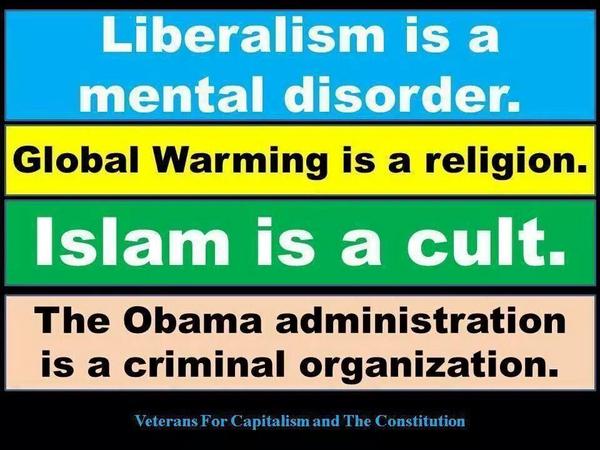 Liberalism is a
mental disorder.
Global Warming is a religion.
Islam is a cult.
The Obama administration
is a criminal organization.
Veterans For Capitalism and The Constitution